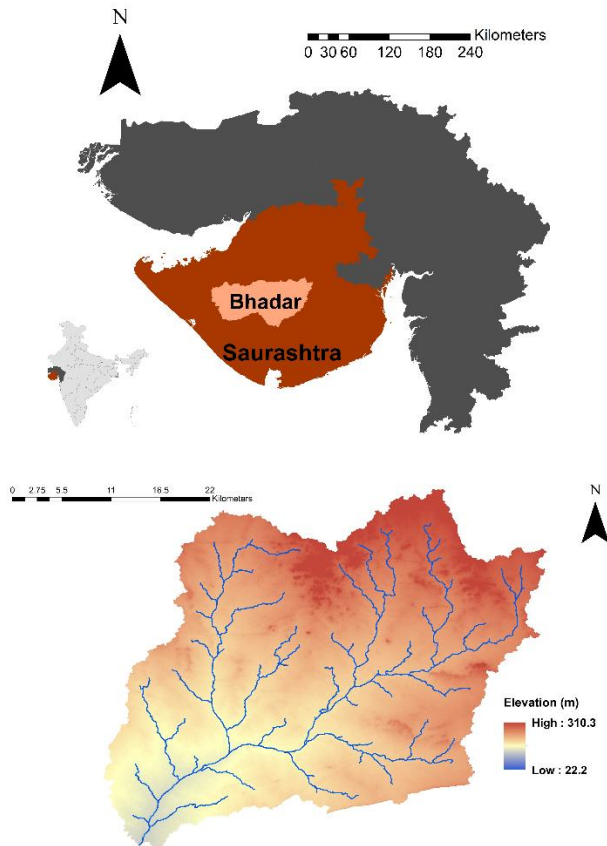 N
Kilometers
0 30 60 120 180 240
Bhadar
Saurashtra
0 2.75 5.5 11 16.5 22
Kilometers
N
Elevation (m)
High : 310.3
Low : 22.2